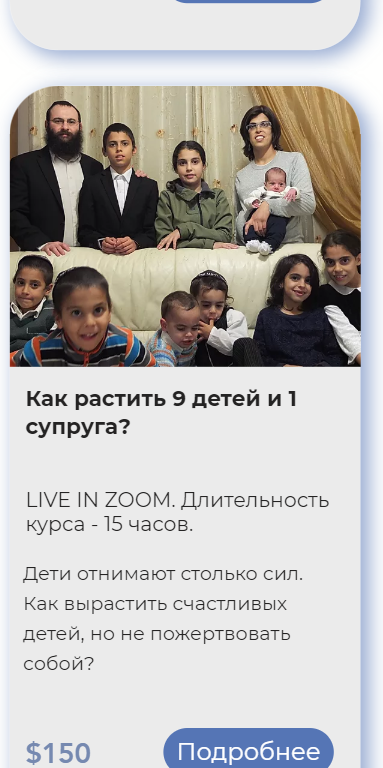 Как растить 9 детей и 1
супруга?
LIVE IN ZOOM. Длительность
курса - 15 часов.
Дети отнимают столько сил.
Как вырастить счастливых
детей, но не пожертвовать
собой?
$150
Подробнее